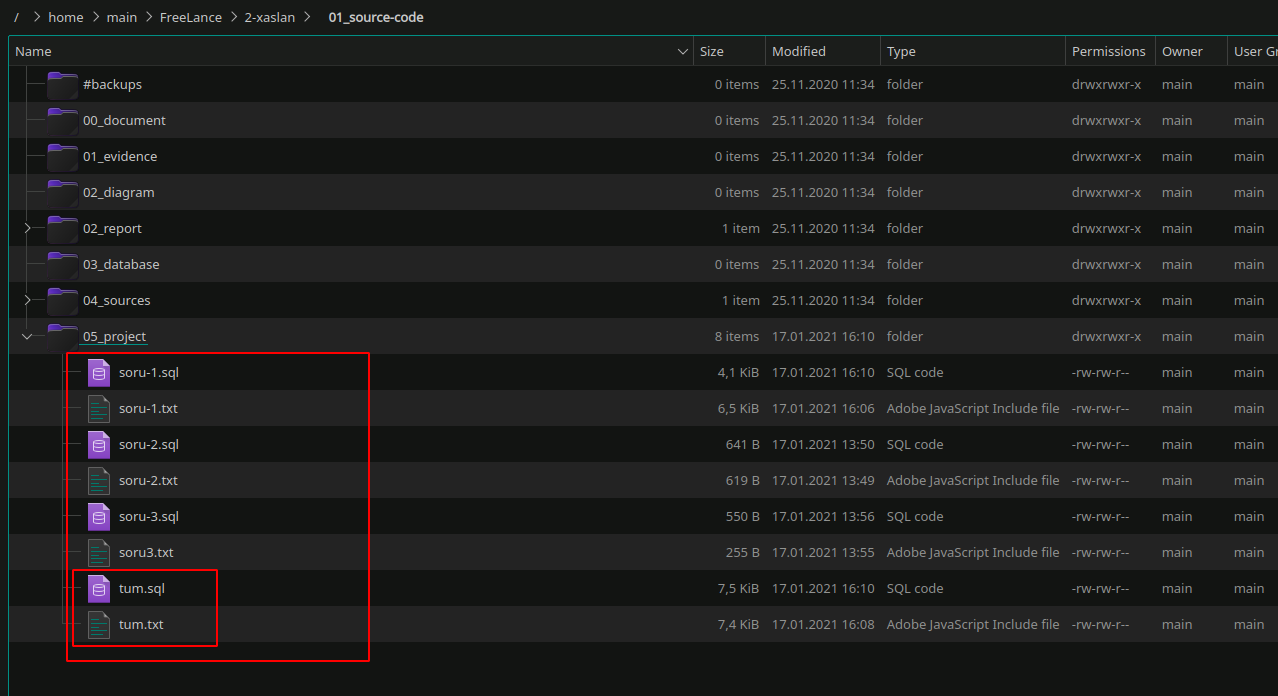 / > home > main > FreeLance > 2-xaslan > 01_source-code
Name Size Modified Type Permissions Owner User Gr
#backups 0 items 25.11.2020 11:34 folder drwxrwxr-x main main
00_document 0 items 25.11.2020 11:34 folder drwxrwxr-x main main
01_evidence 0 items 25.11.2020 11:34 folder drwxrwxr-x main main
02_diagram 0 items 25.11.2020 11:34 folder drwxrwxr-x main main
02_report 1 item 25.11.2020 11:34 folder drwxrwxr-x main main
03_database 0 items 25.11.2020 11:34 folder drwxrwxr-x main main
04_sources 1 item 25.11.2020 11:34 folder drwxrwxr-x main main
05_project 8 items 17.01.2021 16:10 folder drwxrwxr-x main main
soru-1.sql 4,1 KiB 17.01.2021 16:10 SQL code -rw-rw-r-- main main
soru-1.txt 6,5 KiB 17.01.2021 16:06 Adobe JavaScript Include file -rw-rw-r-- main main
soru-2.sql 641 B 17.01.2021 13:50 SQL code -rw-rw-r-- main main
soru-2.txt 619 B 17.01.2021 13:49 Adobe JavaScript Include file -rw-rw-r-- main main
soru-3.sql 550 B 17.01.2021 13:56 SQL code -rw-rw-r-- main main
soru3.txt 255 B 17.01.2021 13:55 Adobe JavaScript Include file -rw-rw-r-- main main
tum.sql 7,5 KiB 17.01.2021 16:10 SQL code -rw-rw-r-- main main
tum.txt 7,4 KiB 17.01.2021 16:08 Adobe JavaScript Include file -rw-rw-r-- main main